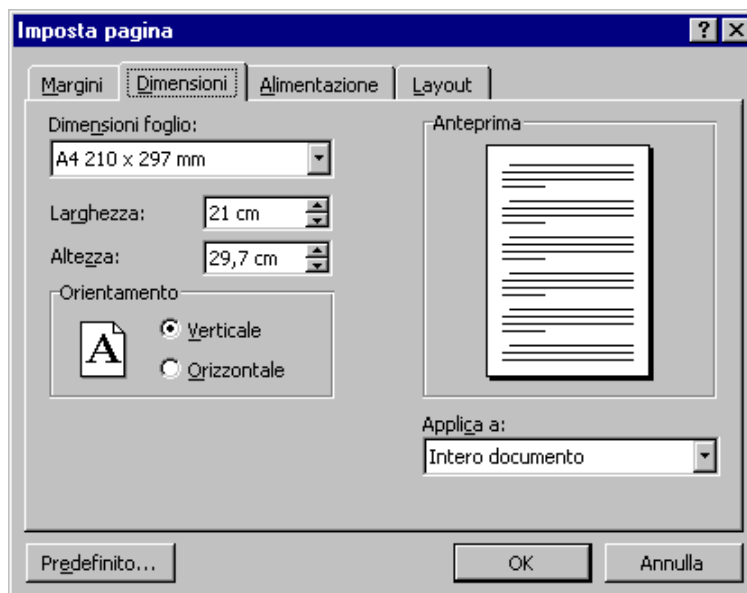 Imposta pagina
Margini
Dimensioni
Alimentazione
Layout
Dimensioni foglio:
A4 210 x 297 mm
Larghezza:
21 cm
Altezza:
29,7 cm
Orientamento
A
Verticale
Orizzontale
Anteprima
Applica a:
Intero documento
Predefinito...
OK
Annulla